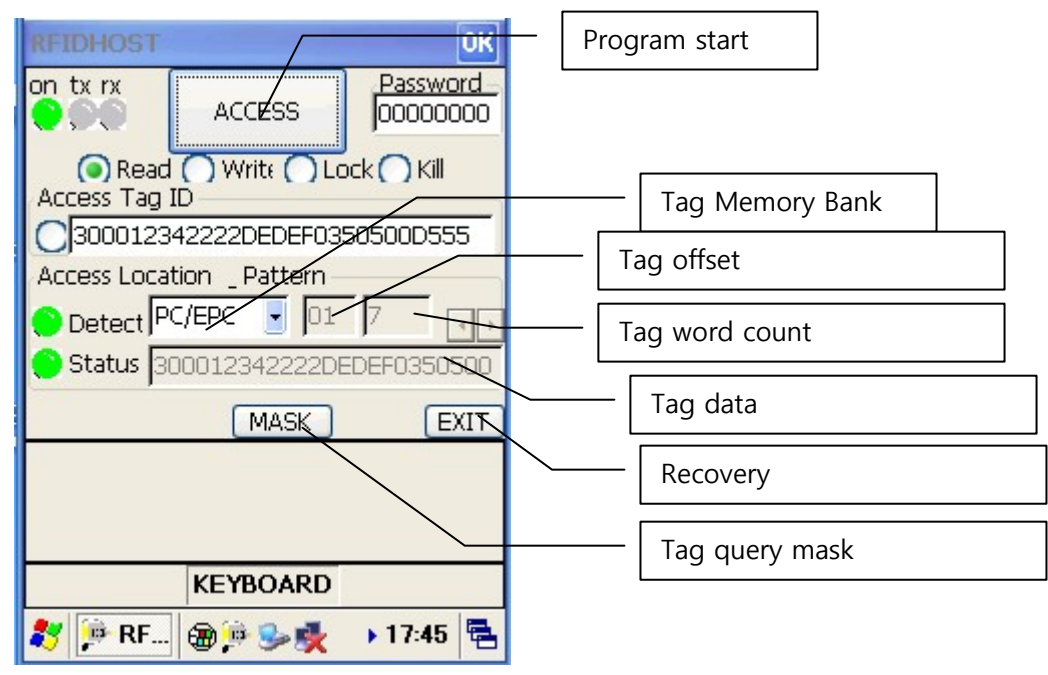 RFIDHOST OK
Program start
on tx rx
Password
ACCESS
00000000
Read Write Lock Kill
Access Tag ID
Tag Memory Bank
300012342222DEDEF0350500D555
Tag offset
Access Location _ Pattern
Detect PC/EPC 01 7
Tag word count
Status 300012342222DEDEF0350500
Tag data
MASK EXIT
Recovery
Tag query mask
KEYBOARD
RF... 17:45